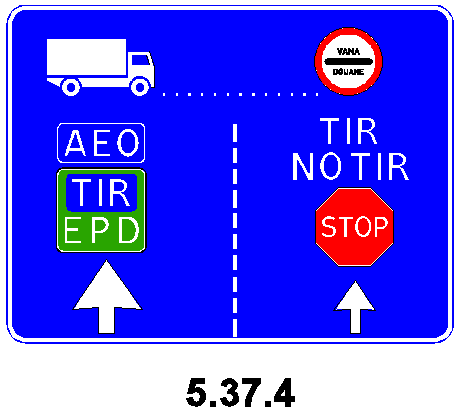 VAMA
DOUANE
AEO
TIR
EPD
TIR
NO TIR
STOP
5.37.4